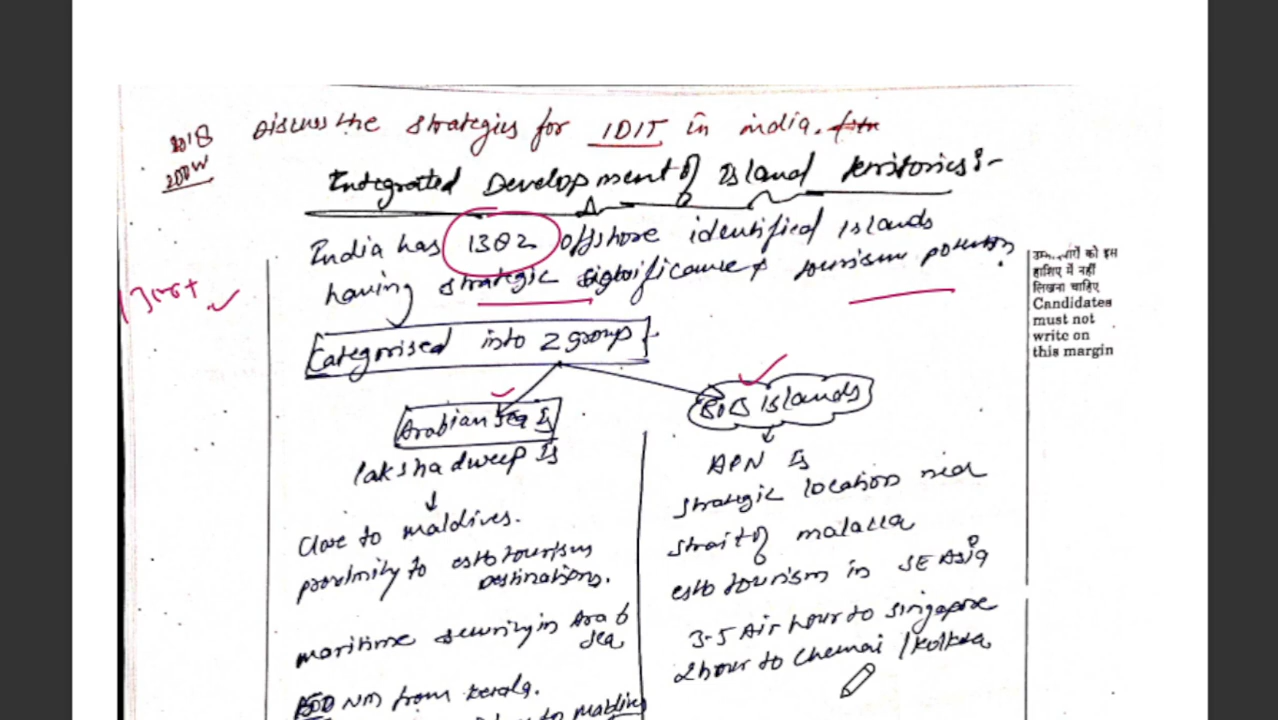 2018
200W
Discuss the strategies for IDIT in india.
Integrated Development of Island territories:-
India has 1382 offshore identified islands
having strategic significance & tourism potential.
Categorised into 2 group
Arabian sea Is
Lakshadweep Is
Close to maldives.
proximity to estb tourism
Destinations.
maritime security in Arab
Sea
NM from kerala.
to maldives
BoB islands
A&N Is
strategic location near
strait of malacca
estb tourism in SE Asia
3-5 Air hour to singapore
2 hour to Chennai / Kolkata
उम्मीदवारों को इस
हाशिए में नहीं
लिखना चाहिए
Candidates
must not
write on
this margin